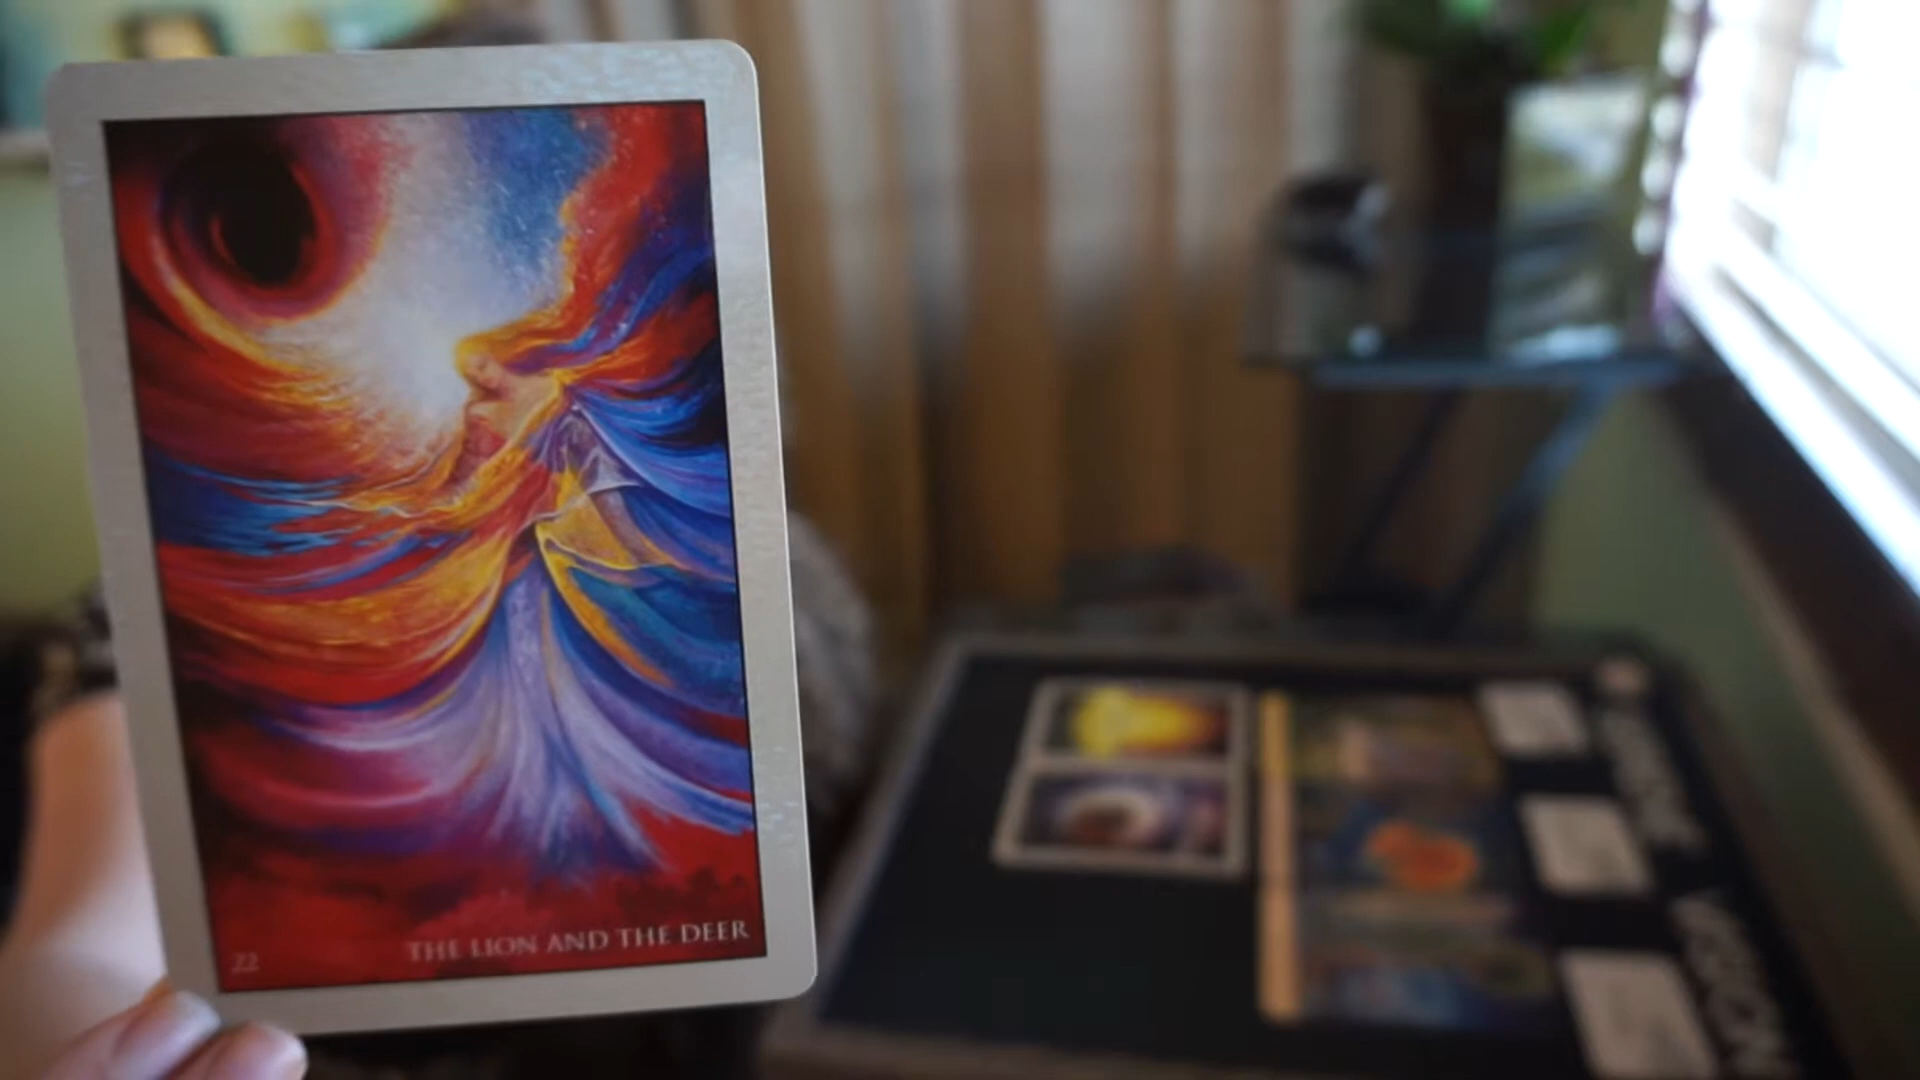 22
THE LION AND THE DEER